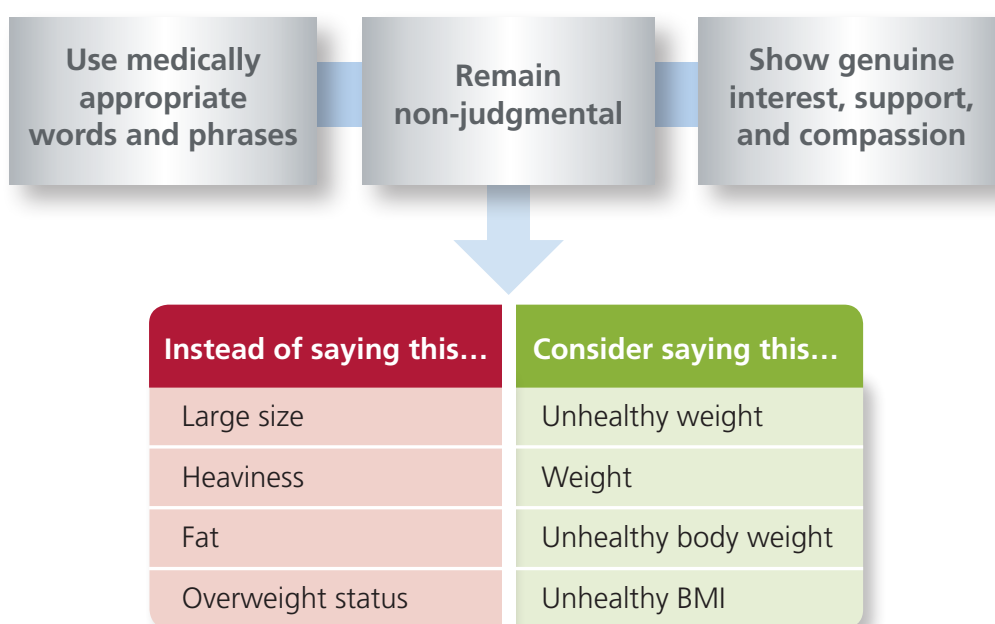 Use medically
appropriate
words and phrases
Remain
non-judgmental
Show genuine
interest, support,
and compassion
Instead of saying this…
Consider saying this…
Large size
Unhealthy weight
Heaviness
Weight
Fat
Unhealthy body weight
Overweight status
Unhealthy BMI